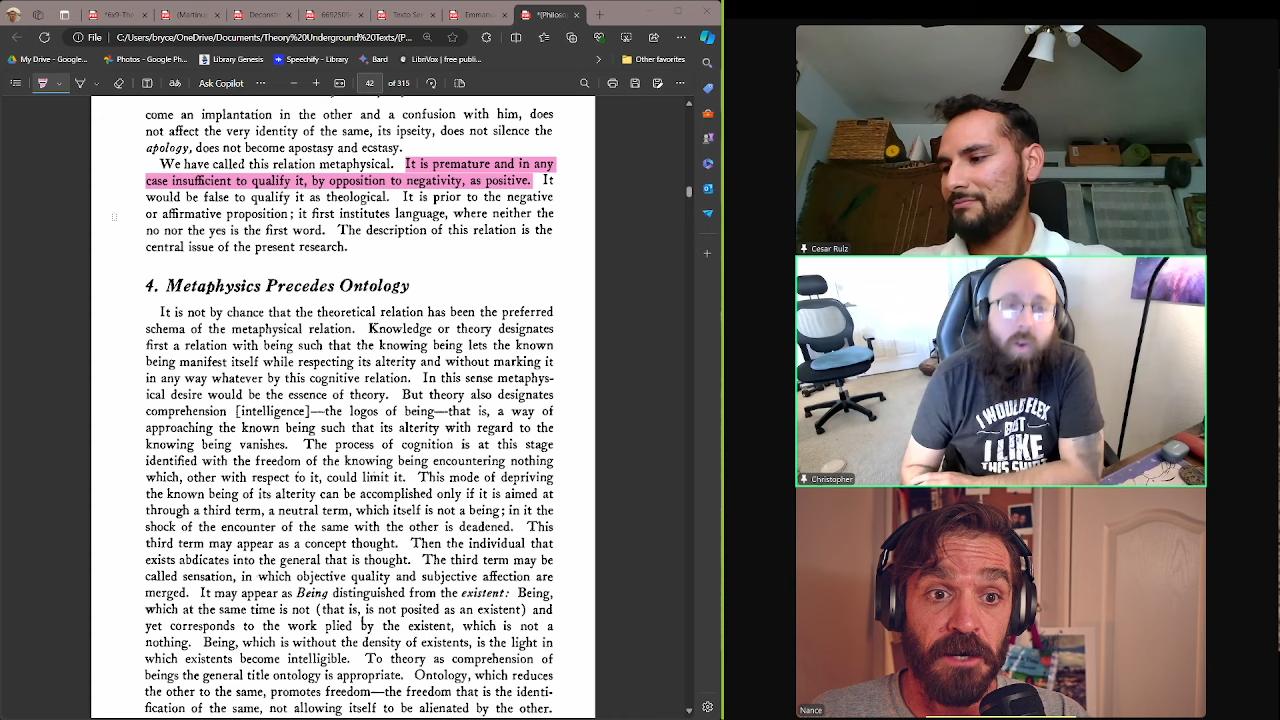 *6x9-The
(Martinu
Deconst
6692509
Texto Se
Emman
*(Philoso
File
C:/Users/bryce/OneDrive/Documents/Theory%20Underground%20Texts/(P...
My Drive - Google...
Photos - Google Ph...
Library Genesis
Speechify - Library
Bard
LibriVox | free publi...
Other favorites
Ask Copilot
42 of 315
come an implantation in the other and a confusion with him, does
not affect the very identity of the same, its ipseity, does not silence the
apology, does not become apostasy and ecstasy.
We have called this relation metaphysical. It is premature and in any
case insufficient to qualify it, by opposition to negativity, as positive. It
would be false to qualify it as theological. It is prior to the negative
or affirmative proposition; it first institutes language, where neither the
no nor the yes is the first word. The description of this relation is the
central issue of the present research.
4. Metaphysics Precedes Ontology
It is not by chance that the theoretical relation has been the preferred
schema of the metaphysical relation. Knowledge or theory designates
first a relation with being such that the knowing being lets the known
being manifest itself while respecting its alterity and without marking it
in any way whatever by this cognitive relation. In this sense metaphys-
ical desire would be the essence of theory. But theory also designates
comprehension [intelligence]—the logos of being—that is, a way of
approaching the known being such that its alterity with regard to the
knowing being vanishes. The process of cognition is at this stage
identified with the freedom of the knowing being encountering nothing
which, other with respect to it, could limit it. This mode of depriving
the known being of its alterity can be accomplished only if it is aimed at
through a third term, a neutral term, which itself is not a being; in it the
shock of the encounter of the same with the other is deadened. This
third term may appear as a concept thought. Then the individual that
exists abdicates into the general that is thought. The third term may be
called sensation, in which objective quality and subjective affection are
merged. It may appear as Being distinguished from the existent: Being,
which at the same time is not (that is, is not posited as an existent) and
yet corresponds to the work plied by the existent, which is not a
nothing. Being, which is without the density of existents, is the light in
which existents become intelligible. To theory as comprehension of
beings the general title ontology is appropriate. Ontology, which reduces
the other to the same, promotes freedom—the freedom that is the identi-
fication of the same, not allowing itself to be alienated by the other.
Cesar Ruiz
I WOULD FLEX
BUT
I LIKE
THIS SHIRT
Christopher
Nance